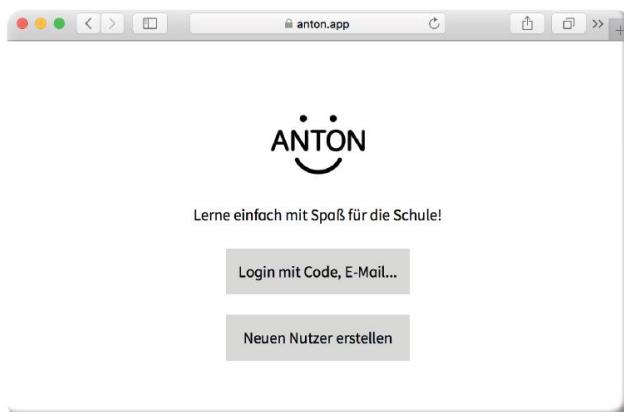 anton.app
ANTON
Lerne einfach mit Spaß für die Schule!
Login mit Code, E-Mail...
Neuen Nutzer erstellen